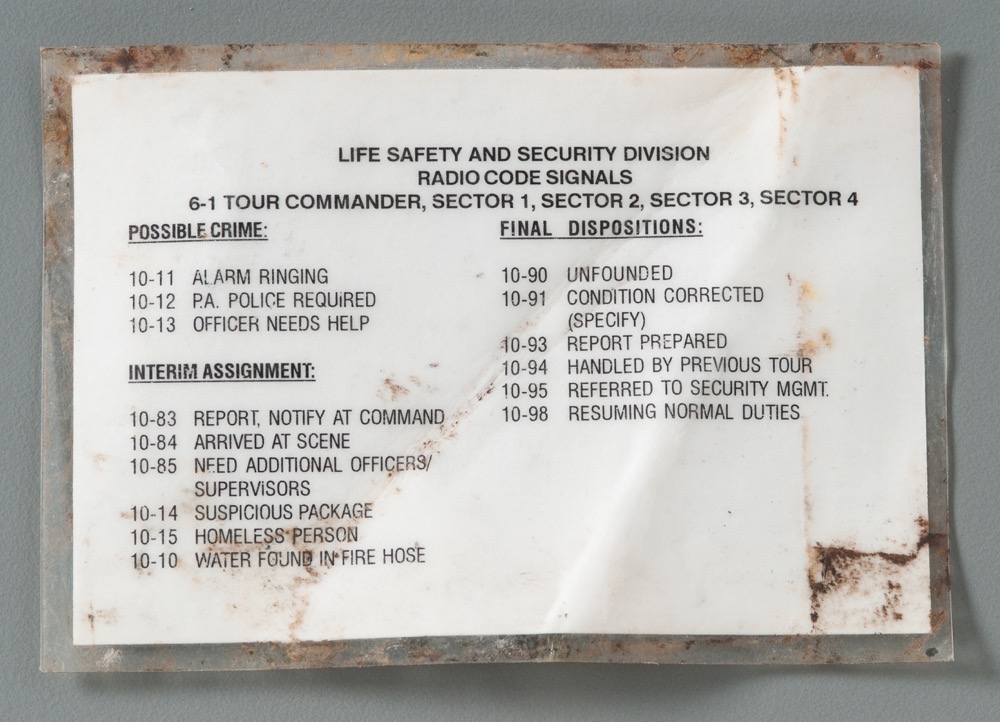 LIFE SAFETY AND SECURITY DIVISION
RADIO CODE SIGNALS
6-1 TOUR COMMANDER, SECTOR 1, SECTOR 2, SECTOR 3, SECTOR 4
POSSIBLE CRIME:
10-11 ALARM RINGING
10-12 P.A. POLICE REQUIRED
10-13 OFFICER NEEDS HELP
INTERIM ASSIGNMENT:
10-83 REPORT, NOTIFY AT COMMAND
10-84 ARRIVED AT SCENE
10-85 NEED ADDITIONAL OFFICERS/
SUPERVISORS
10-14 SUSPICIOUS PACKAGE
10-15 HOMELESS PERSON
10-10 WATER FOUND IN FIRE HOSE
FINAL DISPOSITIONS:
10-90 UNFOUNDED
10-91 CONDITION CORRECTED
(SPECIFY)
10-93 REPORT PREPARED
10-94 HANDLED BY PREVIOUS TOUR
10-95 REFERRED TO SECURITY MGMT.
10-98 RESUMING NORMAL DUTIES